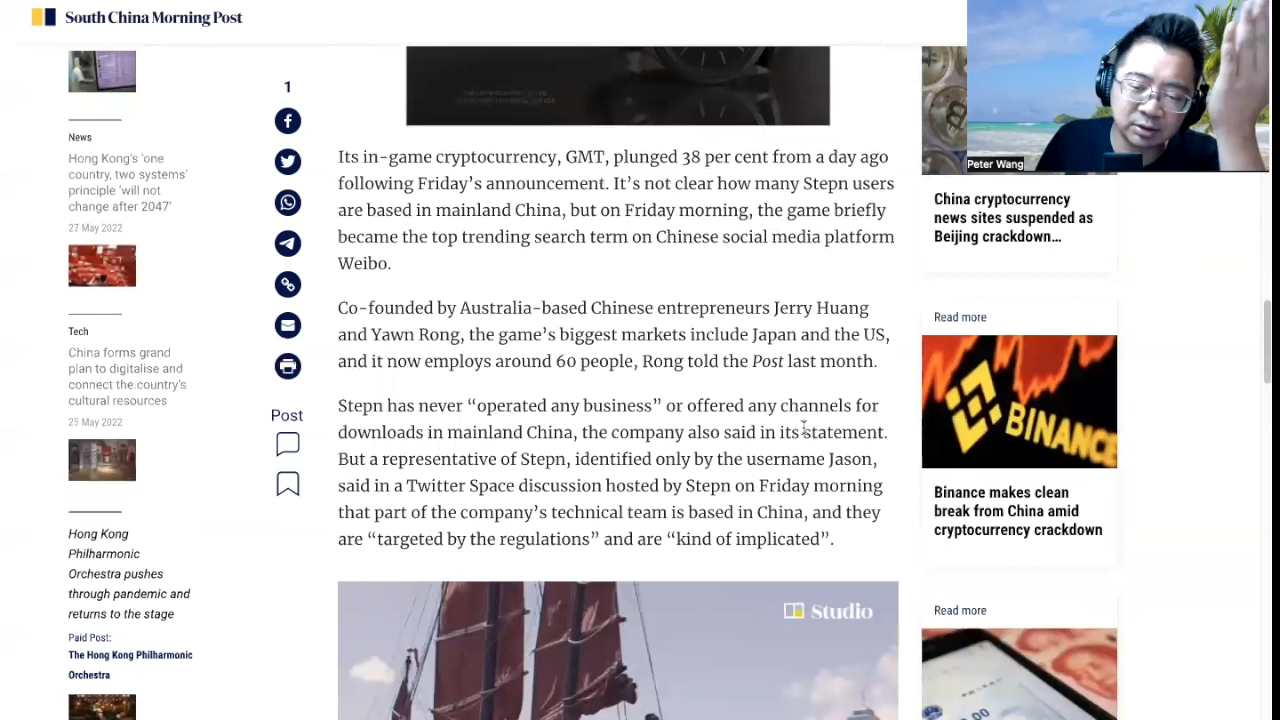 South China Morning Post
News
Hong Kong's 'one
country, two systems'
principle 'will not
change after 2047'
27 May 2022
Tech
China forms grand
plan to digitalise and
connect the country's
cultural resources
25 May 2022
Hong Kong
Philharmonic
Orchestra pushes
through pandemic and
returns to the stage
Paid Post:
The Hong Kong Philharmonic
Orchestra
1
Post
Its in-game cryptocurrency, GMT, plunged 38 per cent from a day ago
following Friday's announcement. It's not clear how many Stepn users
are based in mainland China, but on Friday morning, the game briefly
became the top trending search term on Chinese social media platform
Weibo.
Co-founded by Australia-based Chinese entrepreneurs Jerry Huang
and Yawn Rong, the game's biggest markets include Japan and the US,
and it now employs around 60 people, Rong told the Post last month.
Stepn has never “operated any business” or offered any channels for
downloads in mainland China, the company also said in its statement.
But a representative of Stepn, identified only by the username Jason,
said in a Twitter Space discussion hosted by Stepn on Friday morning
that part of the company's technical team is based in China, and they
are “targeted by the regulations” and are “kind of implicated”.
Studio
Peter Wang
China cryptocurrency
news sites suspended as
Beijing crackdown…
Read more
BINANCE
Binance makes clean
break from China amid
cryptocurrency crackdown
Read more